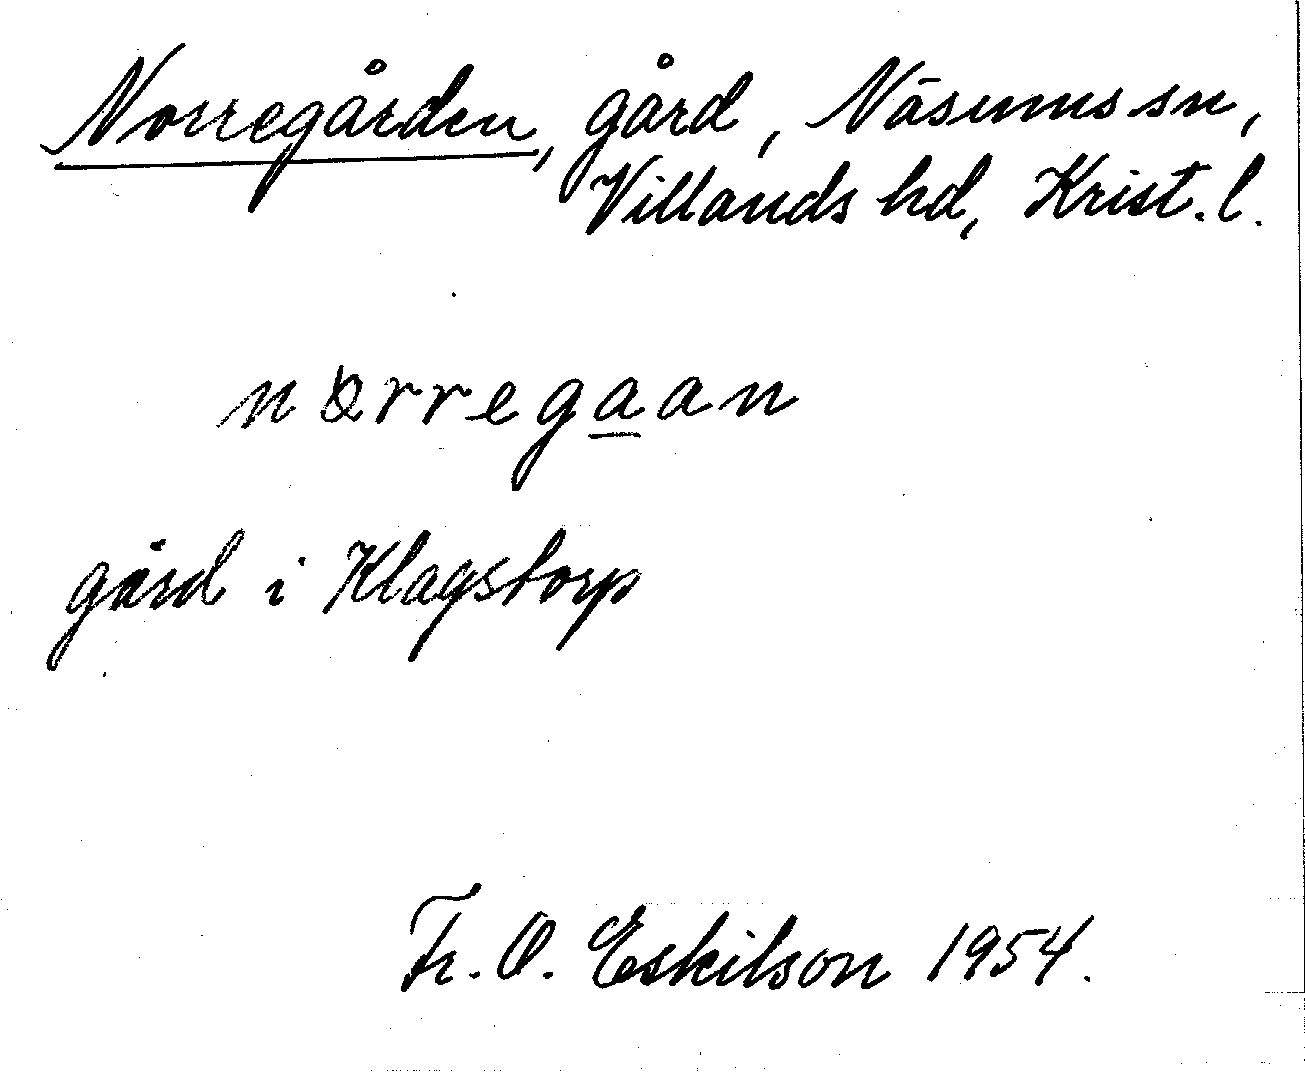 Norregården, gård, Näsums sn,
Villands hd, Krist. l.
nørregaan
gård i Klagstorp
Fr. O. Eskilson 1954.